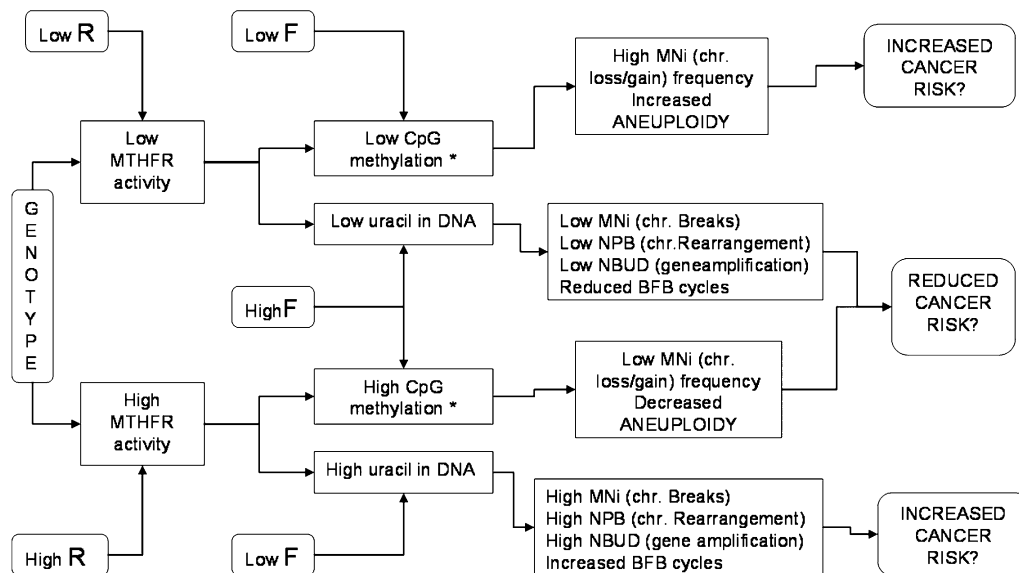 Low R
Low F
High MNi (chr.
loss/gain) frequency
Increased
ANEUPLOIDY
INCREASED
CANCER
RISK?
Low
MTHFR
activity
Low CpG
methylation *
GENOTYPE
Low uracil in DNA
Low MNi (chr. Breaks)
Low NPB (chr.Rearrangement)
Low NBUD (geneamplification)
Reduced BFB cycles
REDUCED
CANCER
RISK?
HighF
High
MTHFR
activity
High CpG
methylation *
Low MNi (chr.
loss/gain) frequency
Decreased
ANEUPLOIDY
High uracil in DNA
High MNi (chr. Breaks)
High NPB (chr. Rearrangement)
High NBUD (gene amplification)
Increased BFB cycles
INCREASED
CANCER
RISK?
High R
Low F